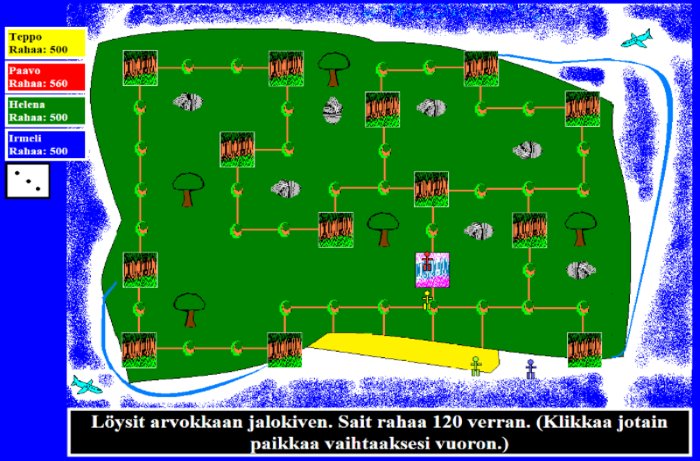 Teppo
Rahaa: 500
Paavo
Rahaa: 560
Helena
Rahaa: 500
Irmeli
Rahaa: 500
Löysit arvokkaan jalokiven. Sait rahaa 120 verran. (Klikkaa jotain
paikkaa vaihtaaksesi vuoron.)